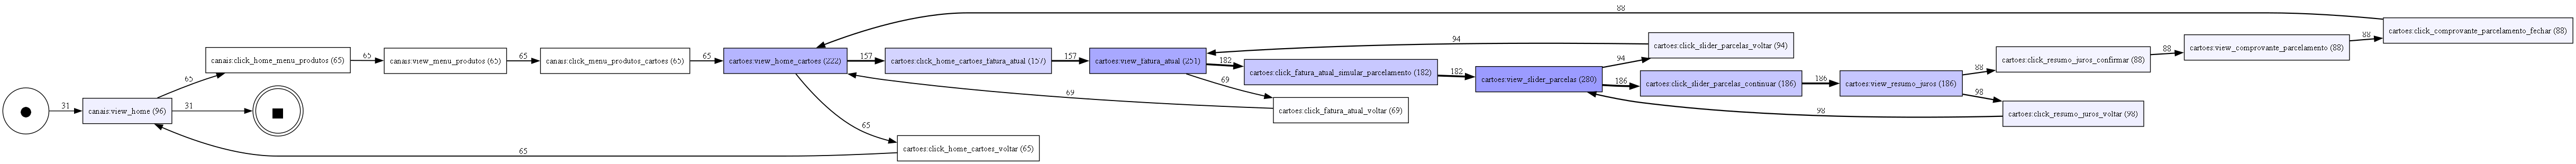 88
canais:click_home_menu_produtos (65)
65
canais:view_menu_produtos (65)
65
canais:click_menu_produtos_cartoes (65)
65
cartoes:view_home_cartoes (222)
157
cartoes:click_home_cartoes_fatura_atual (157)
157
cartoes:view_fatura_atual (251)
94
cartoes:click_slider_parcelas_voltar (94)
182
cartoes:click_fatura_atual_simular_parcelamento (182)
182
cartoes:view_slider_parcelas (280)
94
186
cartoes:click_slider_parcelas_continuar (186)
186
cartoes:view_resumo_juros (186)
88
cartoes:click_resumo_juros_confirmar (88)
88
cartoes:view_comprovante_parcelamento (88)
88
cartoes:click_comprovante_parcelamento_fechar (88)
31
canais:view_home (96)
65
31
69
cartoes:click_fatura_atual_voltar (69)
69
98
cartoes:click_resumo_juros_voltar (98)
98
65
cartoes:click_home_cartoes_voltar (65)
65